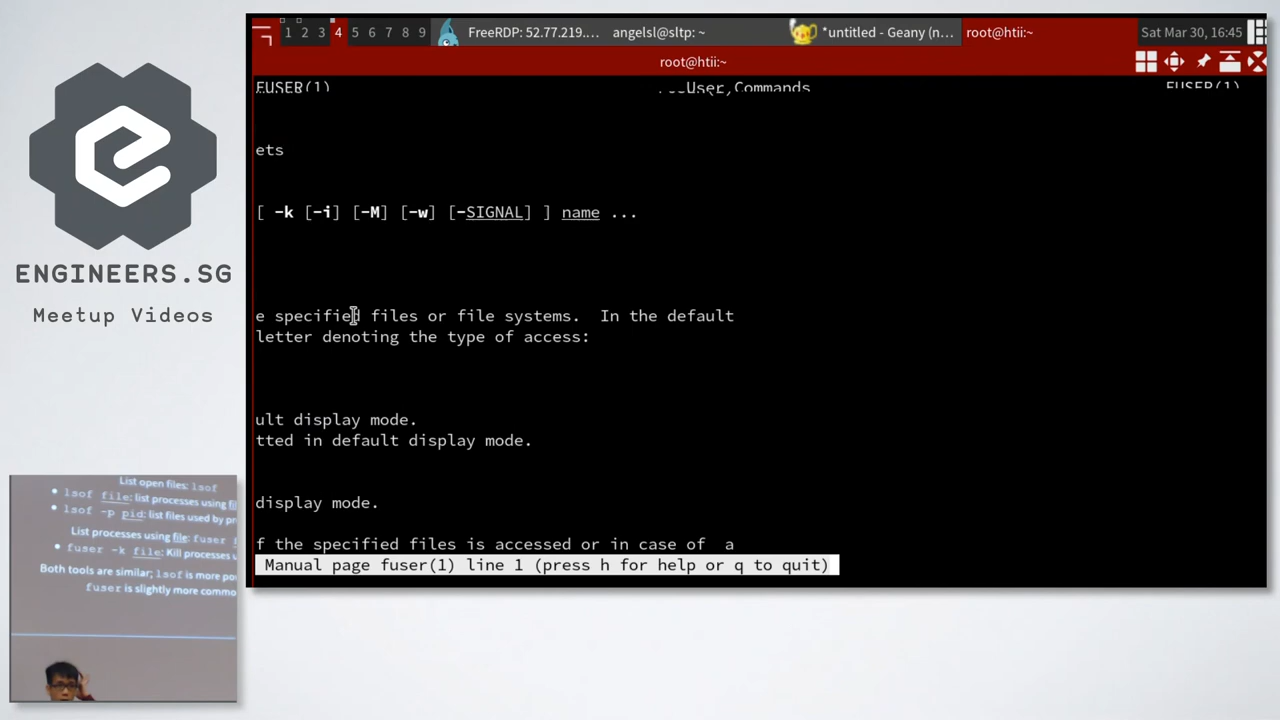 1 2 3 4 5 6 7 8 9 FreeRDP: 52.77.219.... angelsl@sltp: ~ *untitled - Geany (n... root@htii:~ Sat Mar 30, 16:45
root@htii:~
FUSER(1) User Commands FUSER(1)
ets
[ -k [-i] [-M] [-w] [-SIGNAL] ] name ...
e specified files or file systems. In the default
letter denoting the type of access:
ult display mode.
tted in default display mode.
display mode.
f the specified files is accessed or in case of a
Manual page fuser(1) line 1 (press h for help or q to quit)
ENGINEERS.SG
Meetup Videos
List open files: lsof
• lsof file: list processes using
• lsof -p pid: list files used by
List processes using file: fuser
• fuser -k file: Kill processes
Both tools are similar; lsof is more
fuser is slightly more